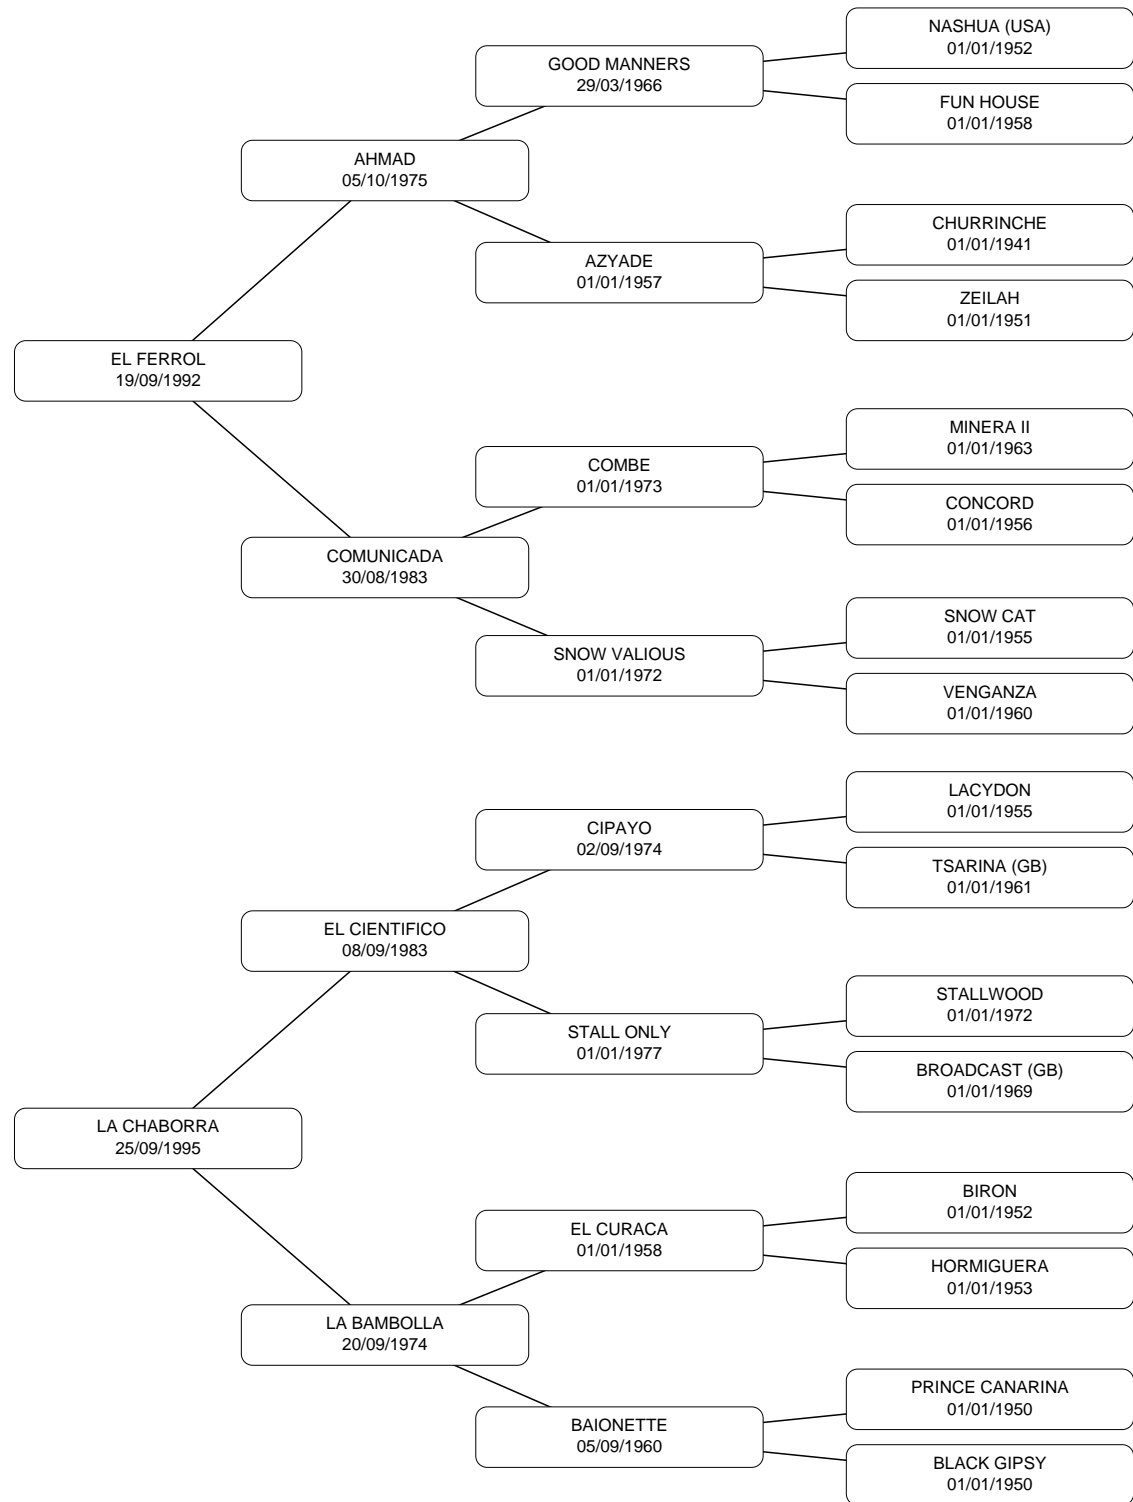 NASHUA (USA)
01/01/1952
GOOD MANNERS
29/03/1966
FUN HOUSE
01/01/1958
AHMAD
05/10/1975
CHURRINCHE
01/01/1941
AZYADE
01/01/1957
ZEILAH
01/01/1951
EL FERROL
19/09/1992
MINERA II
01/01/1963
COMBE
01/01/1973
CONCORD
01/01/1956
COMUNICADA
30/08/1983
SNOW CAT
01/01/1955
SNOW VALIOUS
01/01/1972
VENGANZA
01/01/1960
LACYDON
01/01/1955
CIPAYO
02/09/1974
TSARINA (GB)
01/01/1961
EL CIENTIFICO
08/09/1983
STALLWOOD
01/01/1972
STALL ONLY
01/01/1977
BROADCAST (GB)
01/01/1969
LA CHABORRA
25/09/1995
BIRON
01/01/1952
EL CURACA
01/01/1958
HORMIGUERA
01/01/1953
LA BAMBOLLA
20/09/1974
PRINCE CANARINA
01/01/1950
BAIONETTE
05/09/1960
BLACK GIPSY
01/01/1950